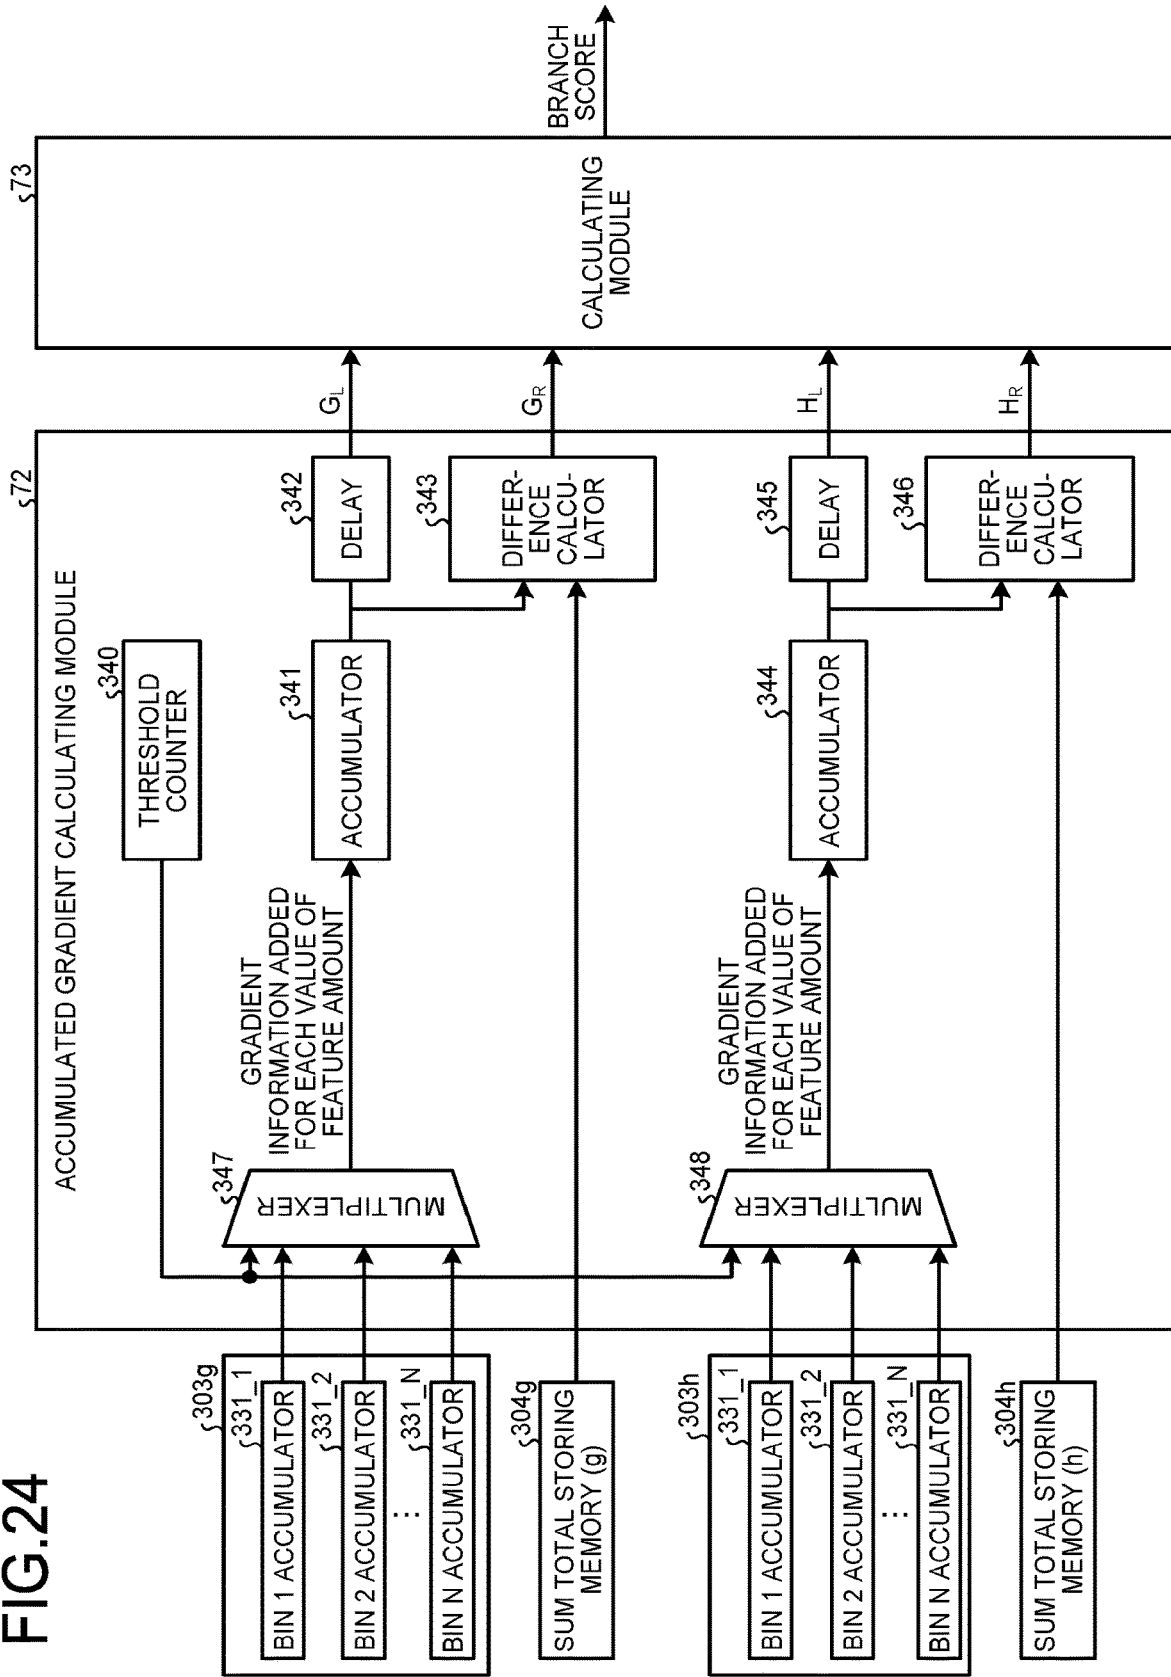 FIG.24
303g
331_1
BIN 1 ACCUMULATOR
331_2
BIN 2 ACCUMULATOR
...
331_N
BIN N ACCUMULATOR
304g
SUM TOTAL STORING
MEMORY (g)
303h
331_1
BIN 1 ACCUMULATOR
331_2
BIN 2 ACCUMULATOR
...
331_N
BIN N ACCUMULATOR
304h
SUM TOTAL STORING
MEMORY (h)
72
ACCUMULATED GRADIENT CALCULATING MODULE
340
THRESHOLD
COUNTER
347
MULTIPLEXER
GRADIENT
INFORMATION ADDED
FOR EACH VALUE OF
FEATURE AMOUNT
341
ACCUMULATOR
342
DELAY
343
DIFFER-
ENCE
CALCU-
LATOR
348
MULTIPLEXER
GRADIENT
INFORMATION ADDED
FOR EACH VALUE OF
FEATURE AMOUNT
344
ACCUMULATOR
345
DELAY
346
DIFFER-
ENCE
CALCU-
LATOR
GL
GR
HL
HR
73
CALCULATING
MODULE
BRANCH
SCORE